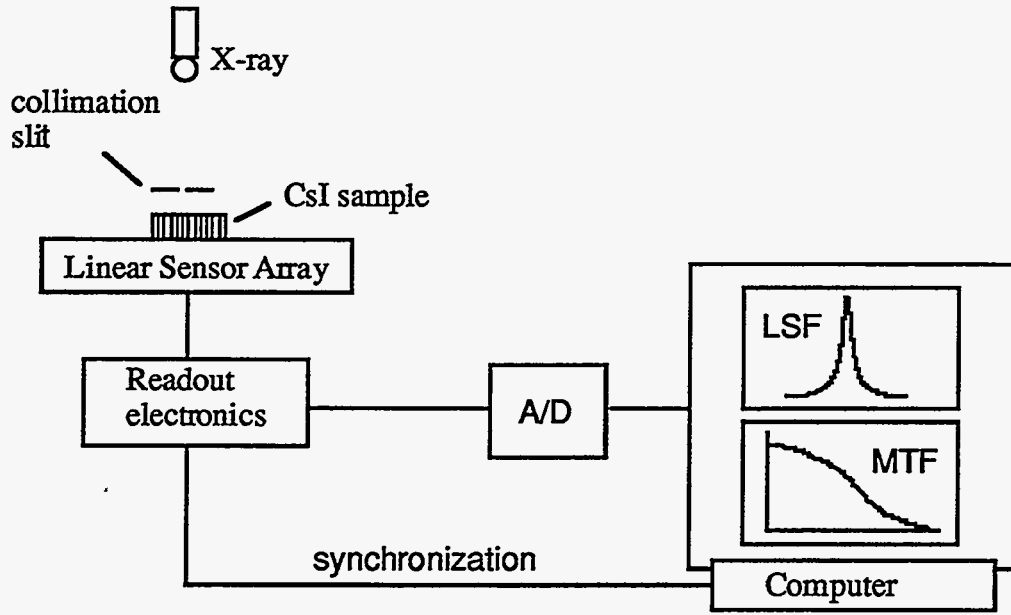 X-ray
collimation
slit
CsI sample
Linear Sensor Array
LSF
Readout
electronics
A/D
MTF
synchronization
Computer